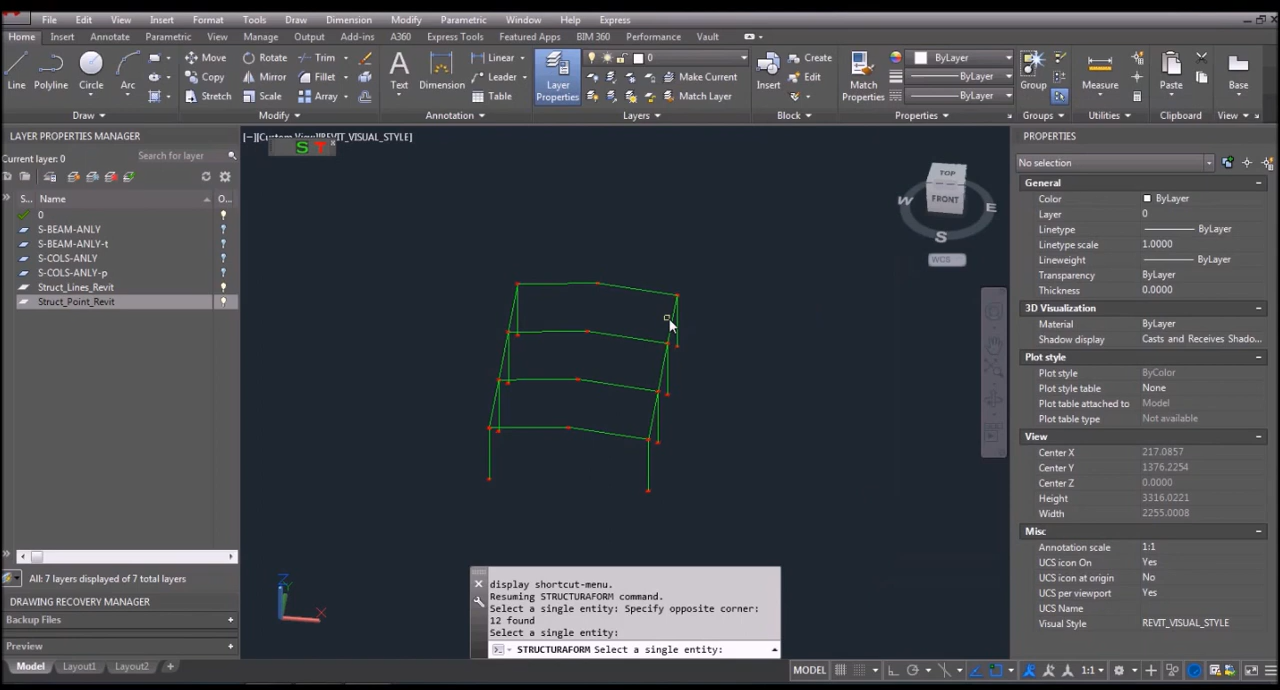 File Edit View Insert Format Tools Draw Dimension Modify Parametric Window Help Express
Home Insert Annotate Parametric View Manage Output Add-ins A360 Express Tools Featured Apps BIM 360 Performance Vault
Line Polyline Circle Arc
Move Rotate Trim
Copy Mirror Fillet
Stretch Scale Array
Text Dimension
Linear
Leader
Table
Layer Properties
0
Make Current
Match Layer
Insert
Create
Edit
Match Properties
ByLayer
ByLayer
ByLayer
Group Measure Paste Base
Draw Modify Annotation Layers Block Properties Groups Utilities Clipboard View
LAYER PROPERTIES MANAGER
Current layer: 0 Search for layer
S... Name O...
0
S-BEAM-ANLY
S-BEAM-ANLY-t
S-COLS-ANLY
S-COLS-ANLY-p
Struct_Lines_Revit
Struct_Point_Revit
All: 7 layers displayed of 7 total layers
DRAWING RECOVERY MANAGER
Backup Files
Preview
Model Layout1 Layout2
[−][Custom View][REVIT_VISUAL_STYLE]
S T
TOP
FRONT
W E
S
WCS
Z
Y
X
display shortcut-menu.
Resuming STRUCTURAFORM command.
Select a single entity: Specify opposite corner:
12 found
Select a single entity:
STRUCTURAFORM Select a single entity:
PROPERTIES
No selection
General
Color ByLayer
Layer 0
Linetype ByLayer
Linetype scale 1.0000
Lineweight ByLayer
Transparency ByLayer
Thickness 0.0000
3D Visualization
Material ByLayer
Shadow display Casts and Receives Shado...
Plot style
Plot style ByColor
Plot style table None
Plot table attached to Model
Plot table type Not available
View
Center X 217.0857
Center Y 1376.2254
Center Z 0.0000
Height 3316.0221
Width 2255.0008
Misc
Annotation scale 1:1
UCS icon On Yes
UCS icon at origin No
UCS per viewport Yes
UCS Name
Visual Style REVIT_VISUAL_STYLE
MODEL 1:1